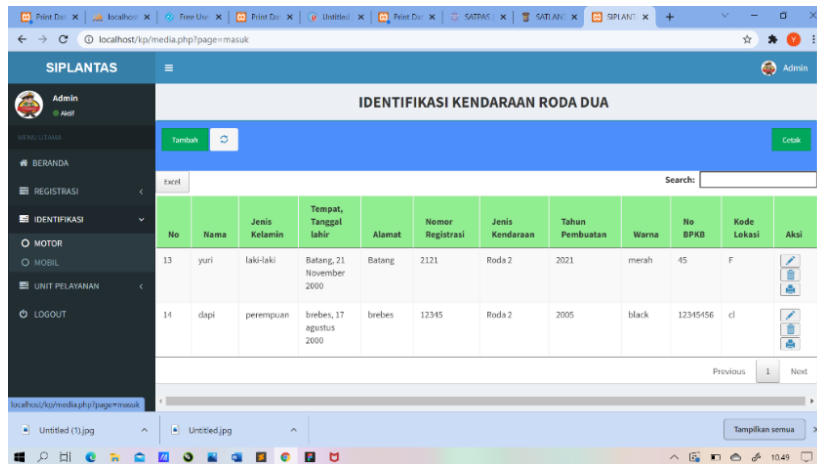 Print Dat
localhost
Free Use
Print Dat
Untitled
Print Dat
SATPAS
SATLANT
SIPLANT
localhost/kp/media.php?page=masuk
Y
SIPLANTAS
Admin
Admin
Aktif
MENU UTAMA
BERANDA
REGISTRASI
IDENTIFIKASI
MOTOR
MOBIL
UNIT PELAYANAN
LOGOUT
IDENTIFIKASI KENDARAAN RODA DUA
Tambah
Cetak
Excel
Search:
No Nama Jenis Kelamin Tempat, Tanggal lahir Alamat Nomor Registrasi Jenis Kendaraan Tahun Pembuatan Warna No BPKB Kode Lokasi Aksi
13 yuri laki-laki Batang, 21 November 2000 Batang 2121 Roda 2 2021 merah 45 F
14 dapi perempuan brebes, 17 agustus 2000 brebes 12345 Roda 2 2005 black 12345456 cl
Previous 1 Next
localhost/kp/media.php?page=masuk
Untitled (1).jpg
Untitled.jpg
Tampilkan semua
10.49